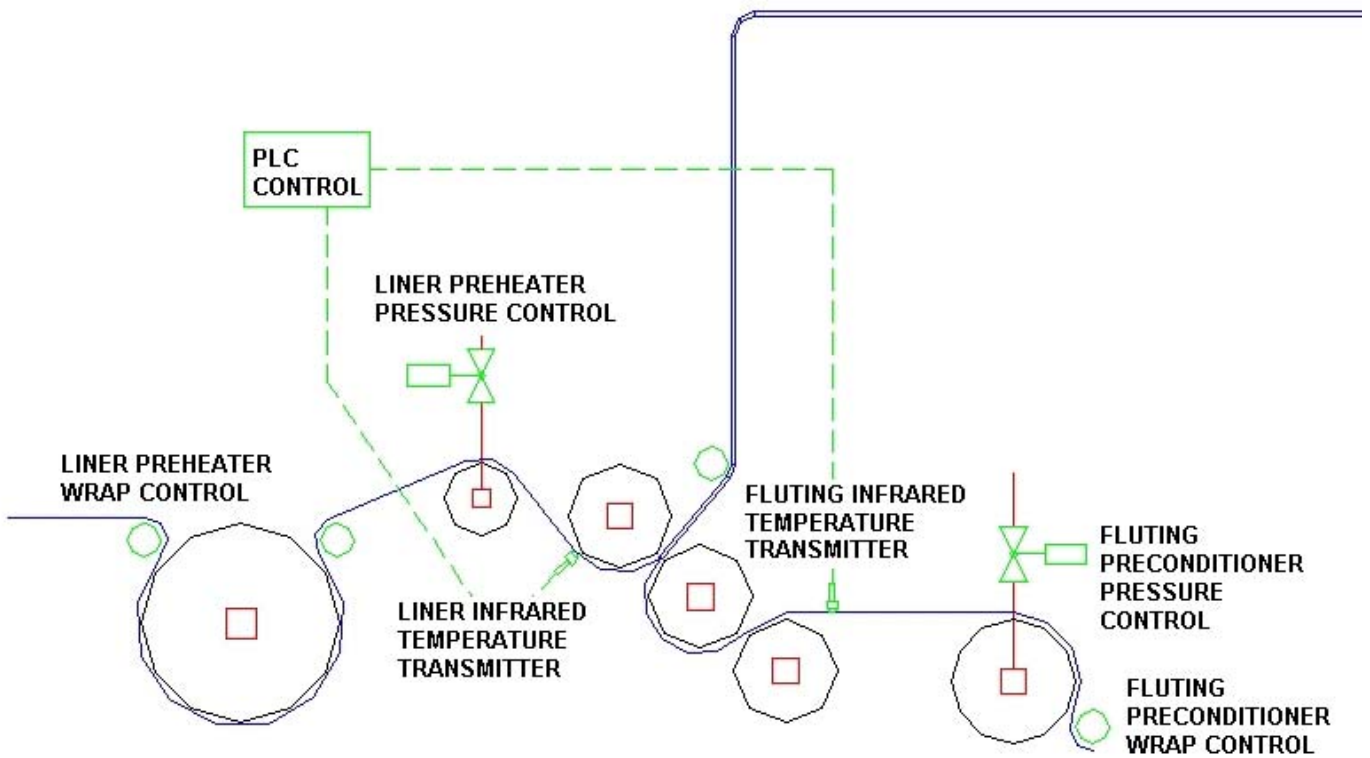 PLC
CONTROL
LINER PREHEATER
PRESSURE CONTROL
LINER PREHEATER
WRAP CONTROL
FLUTING INFRARED
TEMPERATURE
TRANSMITTER
FLUTING
PRECONDITIONER
PRESSURE
CONTROL
LINER INFRARED
TEMPERATURE
TRANSMITTER
FLUTING
PRECONDITIONER
WRAP CONTROL